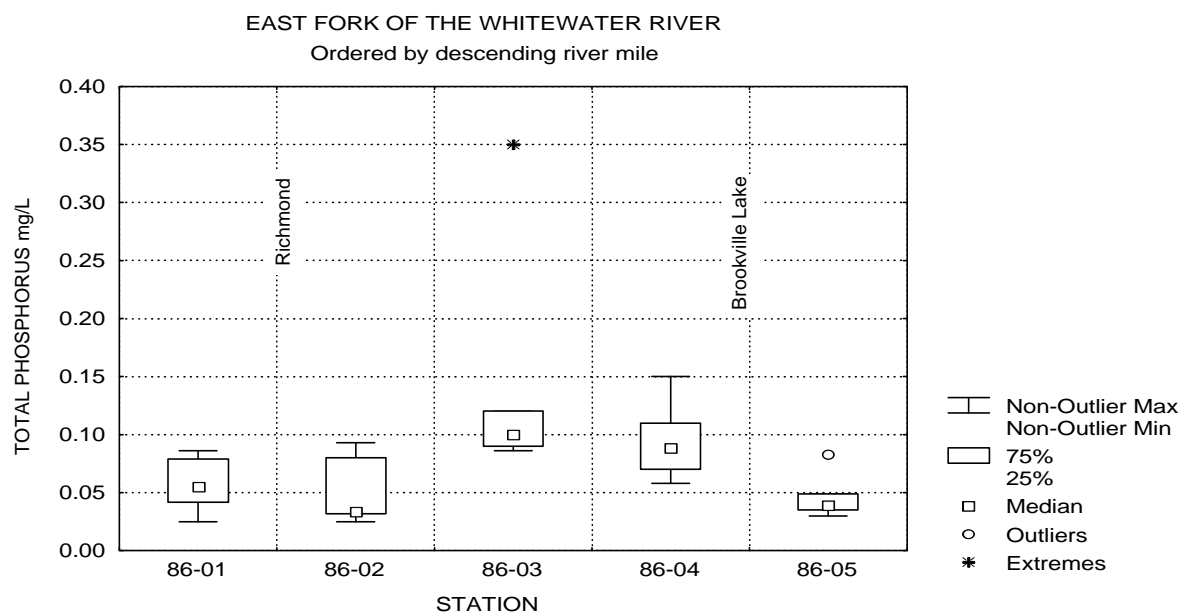 EAST FORK OF THE WHITEWATER RIVER
Ordered by descending river mile
TOTAL PHOSPHORUS mg/L
0.40
0.35
0.30
0.25
0.20
0.15
0.10
0.05
0.00
Richmond
Brookville Lake
86-01
86-02
86-03
86-04
86-05
STATION
Non-Outlier Max
Non-Outlier Min
75%
25%
Median
Outliers
Extremes